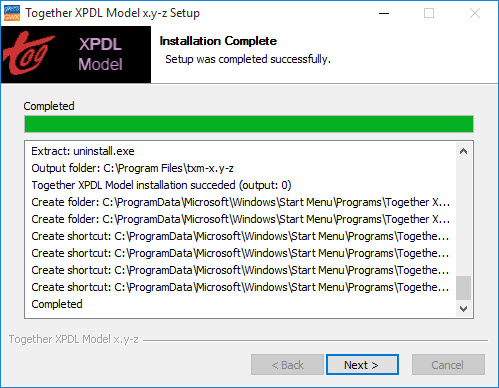 Together XPDL Model x.y-z Setup
tog
XPDL
Model
Installation Complete
Setup was completed successfully.
Completed
Extract: uninstall.exe
Output folder: C:\Program Files\txm-x.y-z
Together XPDL Model installation succeded (output: 0)
Create folder: C:\ProgramData\Microsoft\Windows\Start Menu\Programs\Together X...
Create folder: C:\ProgramData\Microsoft\Windows\Start Menu\Programs\Together X...
Create shortcut: C:\ProgramData\Microsoft\Windows\Start Menu\Programs\Togethe...
Create shortcut: C:\ProgramData\Microsoft\Windows\Start Menu\Programs\Togethe...
Create shortcut: C:\ProgramData\Microsoft\Windows\Start Menu\Programs\Togethe...
Create shortcut: C:\ProgramData\Microsoft\Windows\Start Menu\Programs\Togethe...
Completed
Together XPDL Model x.y-z
< Back
Next >
Cancel